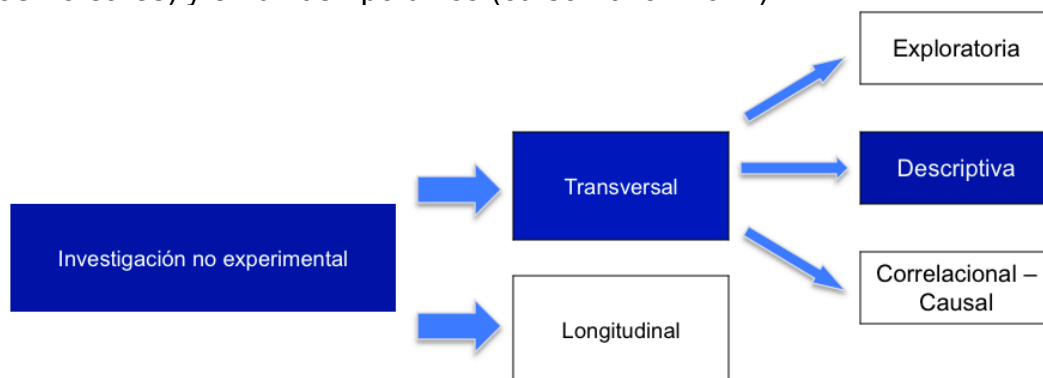 Exploratoria
Transversal
Descriptiva
Investigación no experimental
Correlacional –
Causal
Longitudinal